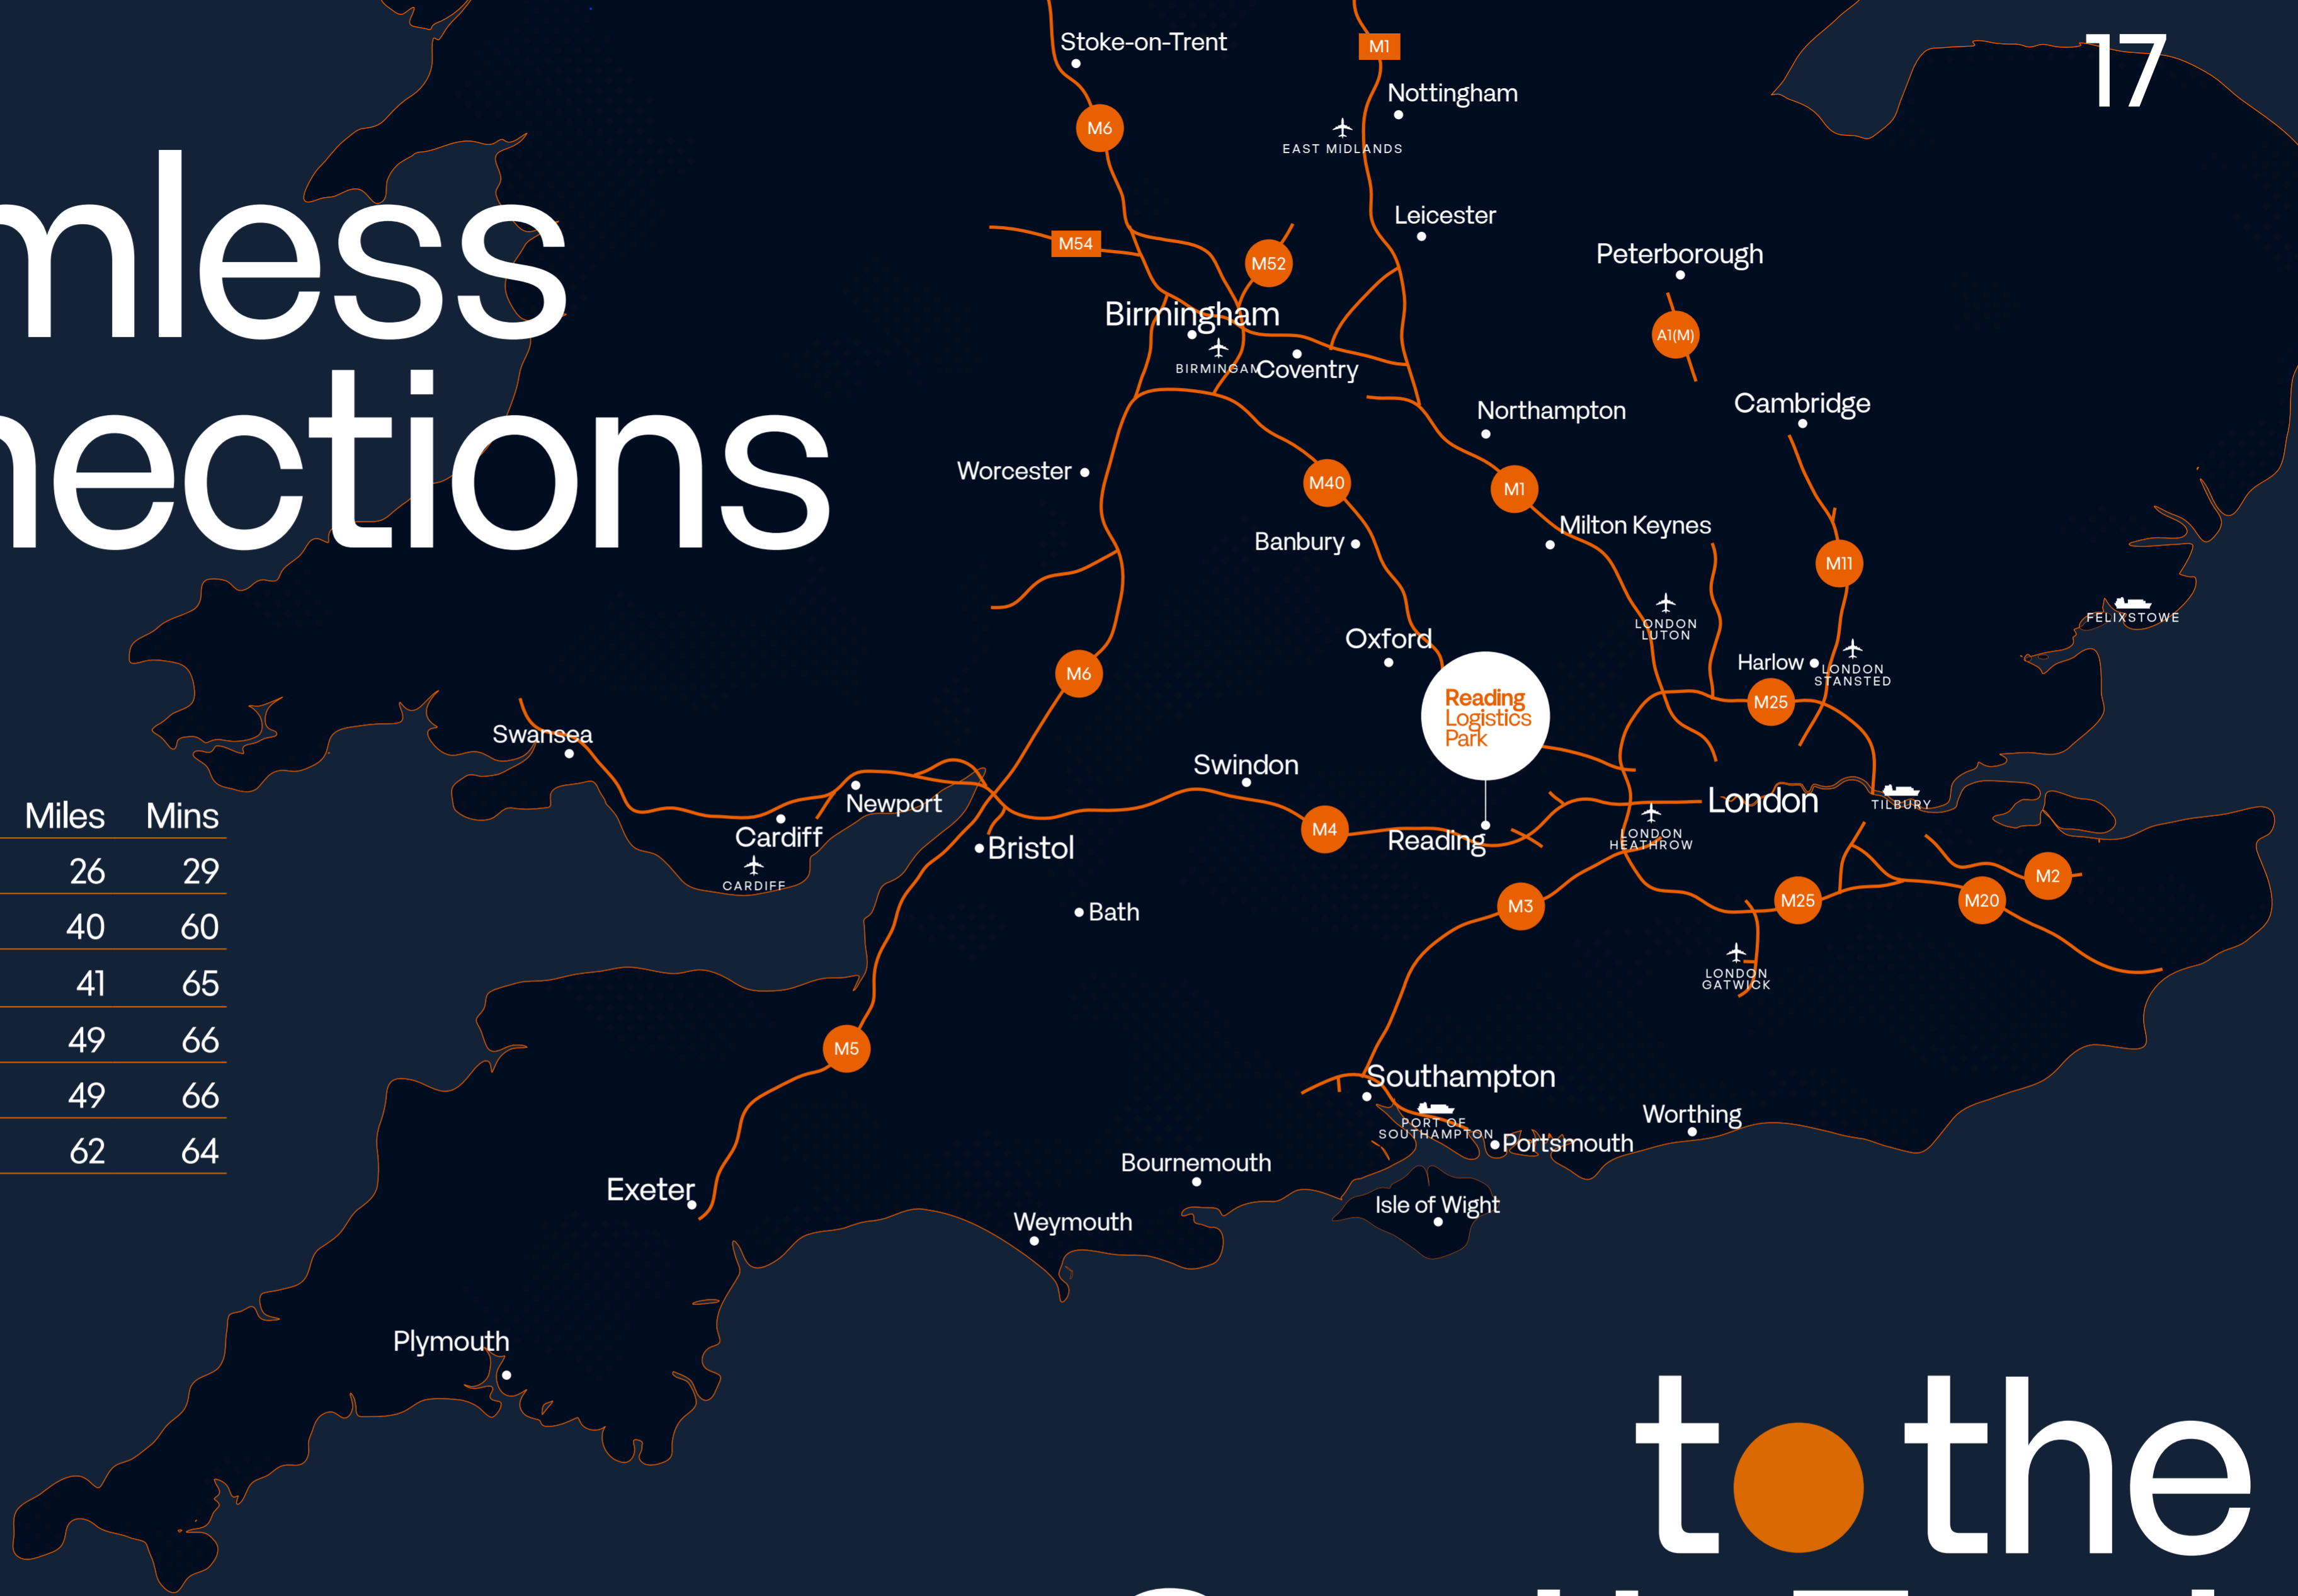 17
mless
nections
Miles Mins
26 29
40 60
41 65
49 66
49 66
62 64
Stoke-on-Trent
M1
Nottingham
M6
EAST MIDLANDS
Leicester
M54
M52
Peterborough
Birmingham
A1(M)
BIRMINGAM
Coventry
Northampton
Cambridge
Worcester
M40
M1
Milton Keynes
Banbury
M11
LONDON
LUTON
FELIXSTOWE
Oxford
Harlow
LONDON
STANSTED
M6
Reading
Logistics
Park
M25
Swansea
Swindon
Newport
London
TILBURY
Cardiff
M4
Reading
LONDON
HEATHROW
Bristol
CARDIFF
M2
Bath
M3
M25
M20
LONDON
GATWICK
M5
Southampton
PORT OF
SOUTHAMPTON
Worthing
Portsmouth
Bournemouth
Exeter
Isle of Wight
Weymouth
Plymouth
to the